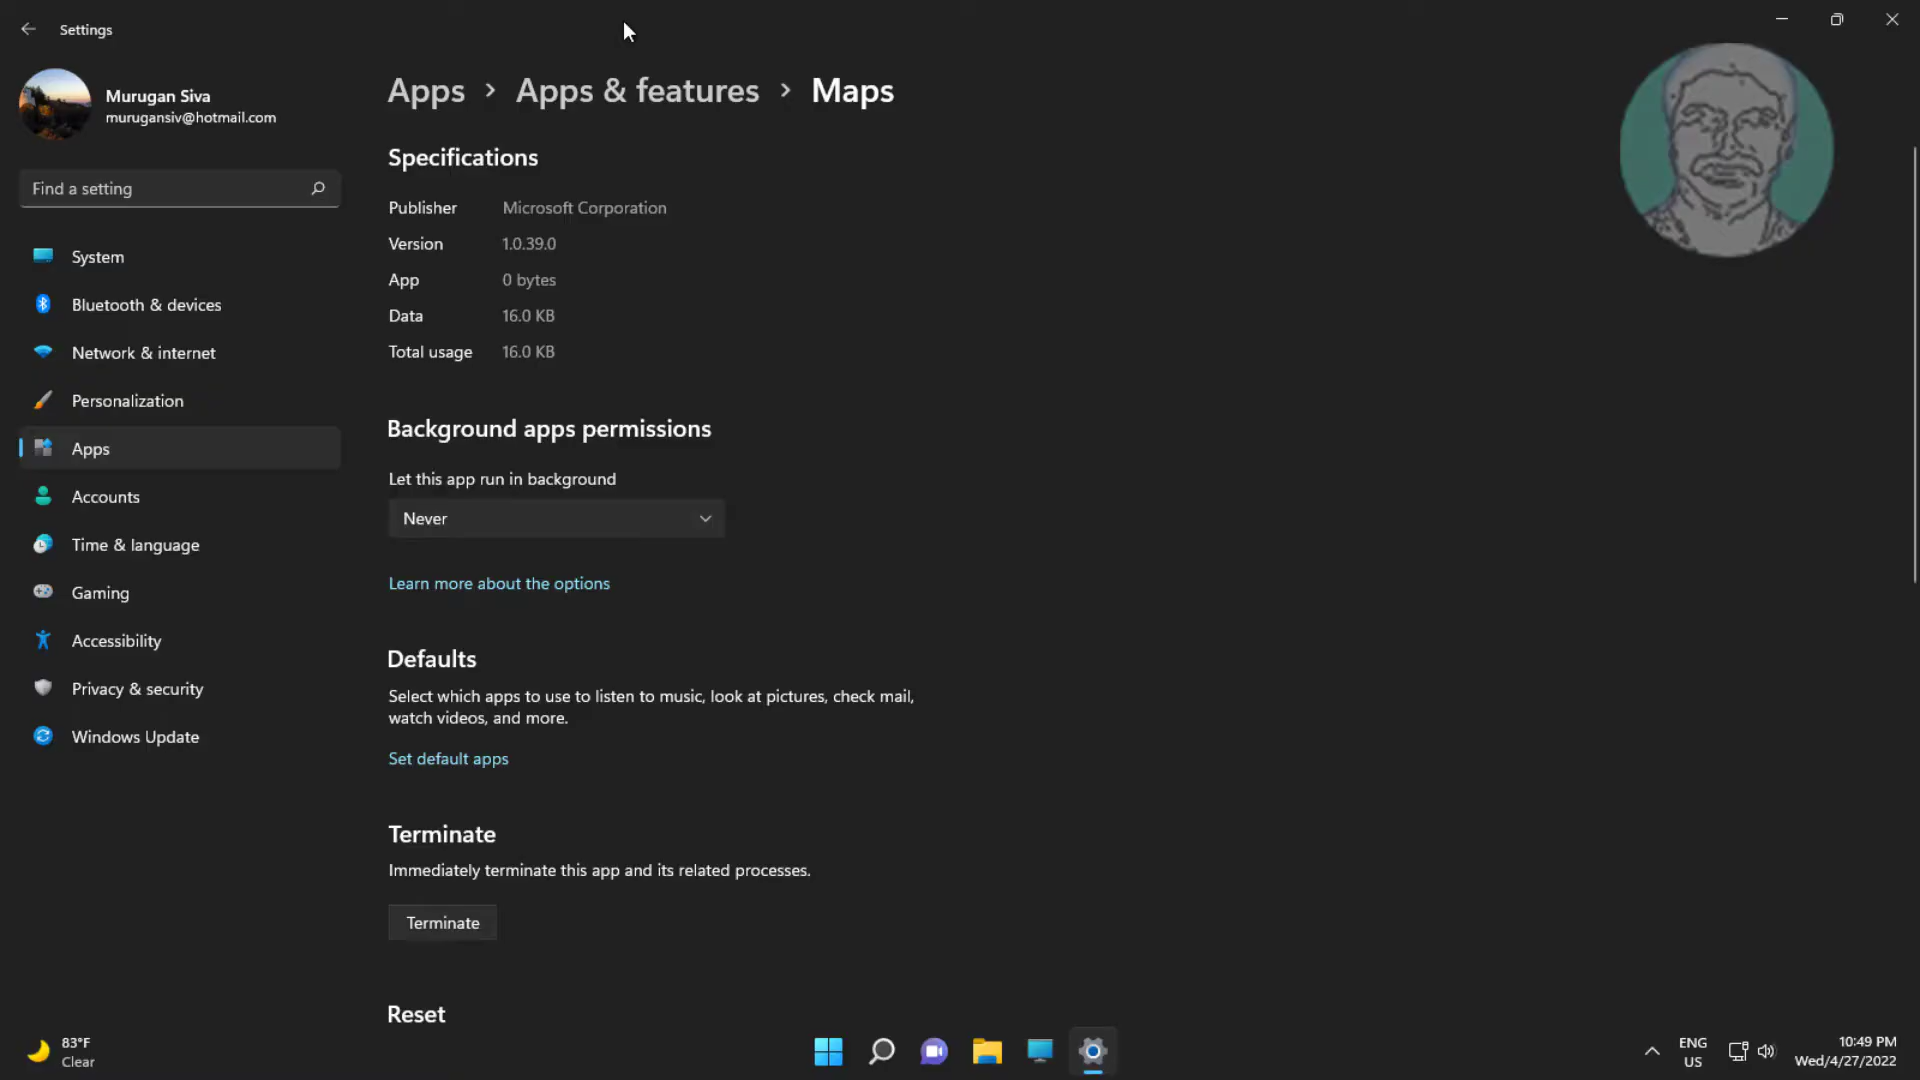 Settings
Murugan Siva
murugansiv@hotmail.com
Find a setting
System
Bluetooth & devices
Network & internet
Personalization
Apps
Accounts
Time & language
Gaming
Accessibility
Privacy & security
Windows Update
Apps > Apps & features > Maps
Specifications
Publisher Microsoft Corporation
Version 1.0.39.0
App 0 bytes
Data 16.0 KB
Total usage 16.0 KB
Background apps permissions
Let this app run in background
Never
Learn more about the options
Defaults
Select which apps to use to listen to music, look at pictures, check mail,
watch videos, and more.
Set default apps
Terminate
Immediately terminate this app and its related processes.
Terminate
Reset
83°F
Clear
ENG
US
10:49 PM
Wed/4/27/2022